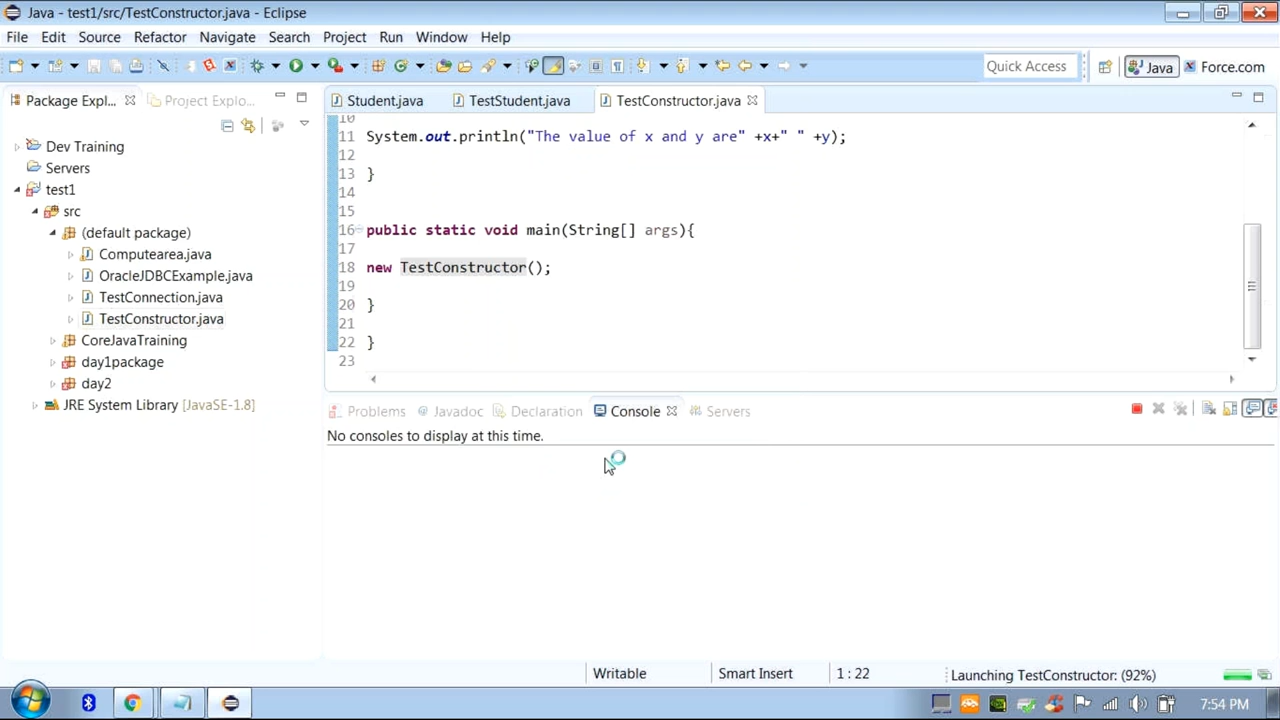 Java - test1/src/TestConstructor.java - Eclipse
File Edit Source Refactor Navigate Search Project Run Window Help
Quick Access Java Force.com
Package Expl... Project Explo...
Student.java TestStudent.java TestConstructor.java
Dev Training
Servers
test1
src
(default package)
Computearea.java
OracleJDBCExample.java
TestConnection.java
TestConstructor.java
CoreJavaTraining
day1package
day2
JRE System Library [JavaSE-1.8]
10
11 System.out.println("The value of x and y are" +x+" " +y);
12
13 }
14
15
16 public static void main(String[] args){
17
18 new TestConstructor();
19
20 }
21
22 }
23
Problems @ Javadoc Declaration Console Servers
No consoles to display at this time.
Writable Smart Insert 1 : 22 Launching TestConstructor: (92%)
7:54 PM